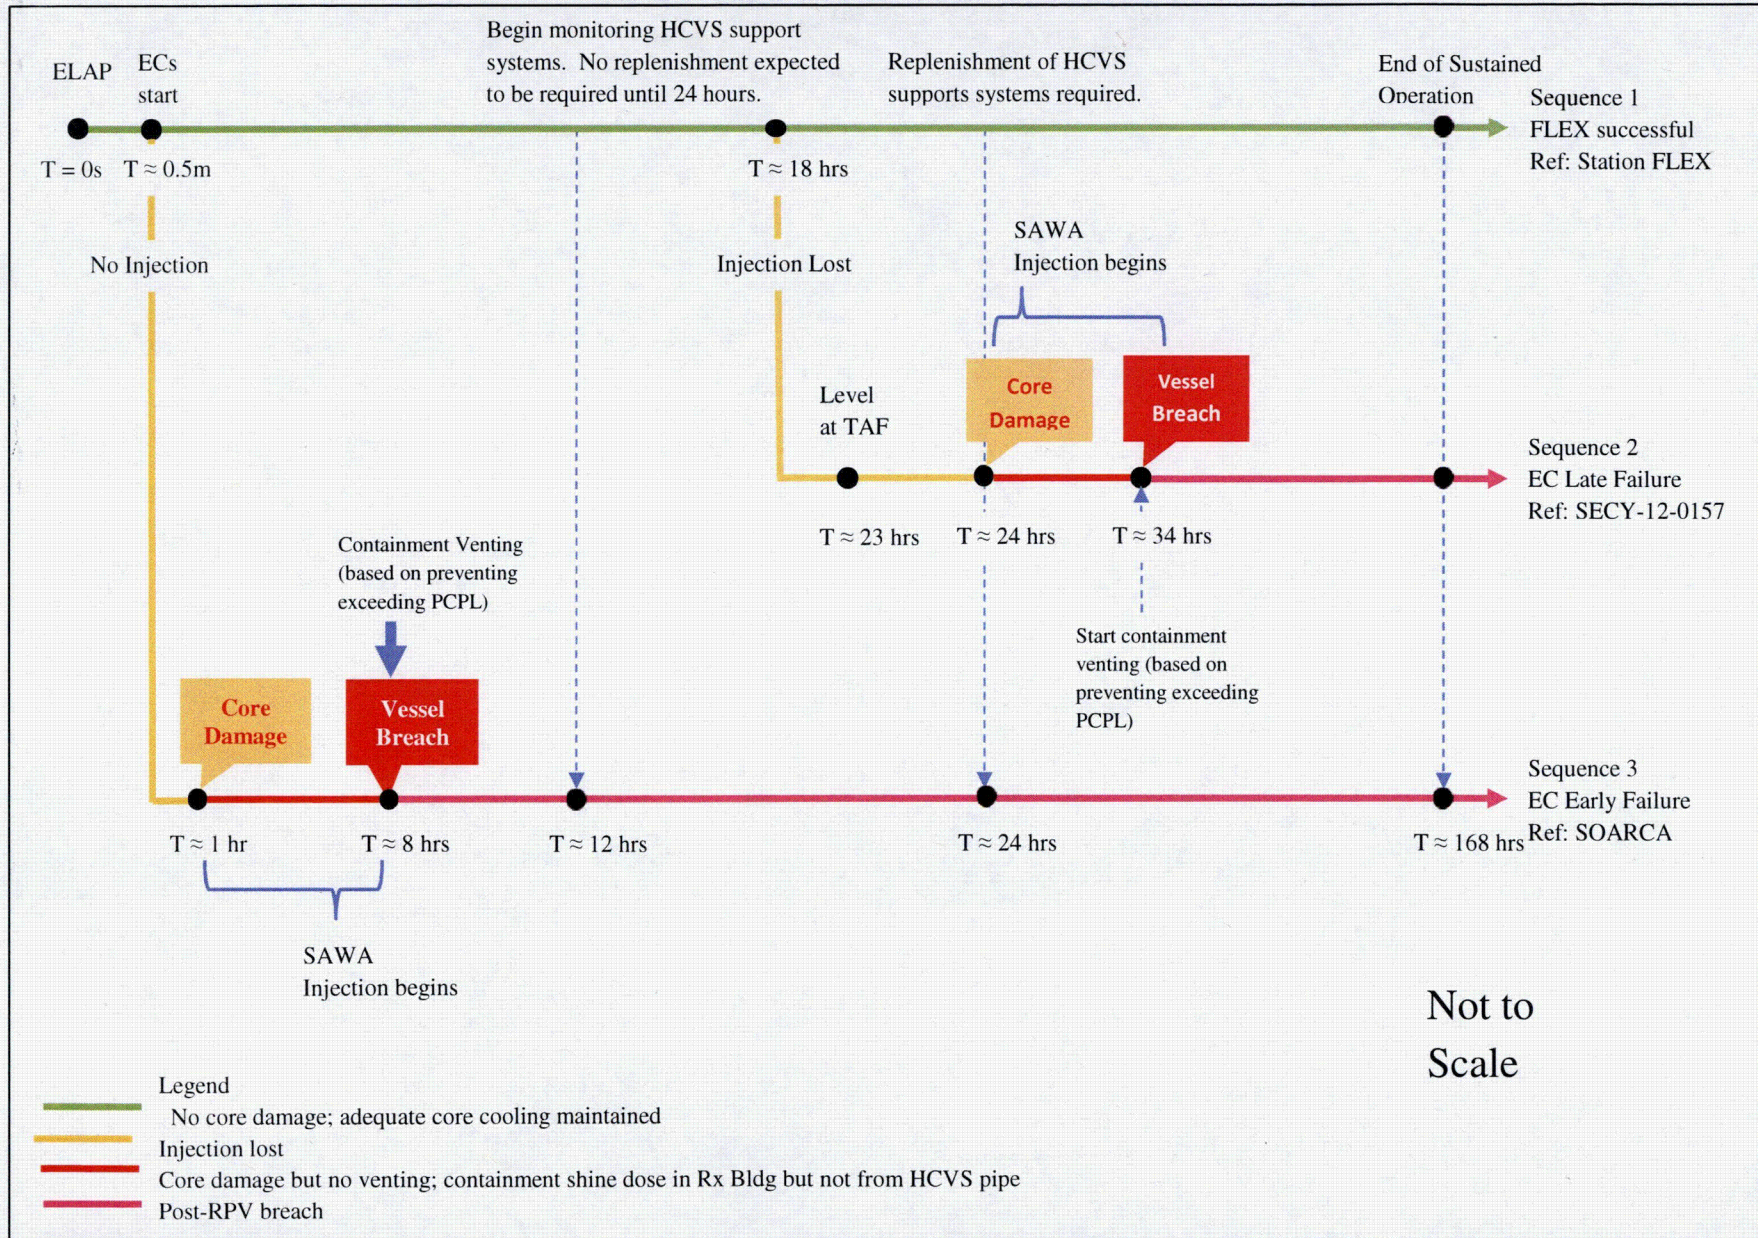 Begin monitoring HCVS support
systems. No replenishment expected
to be required until 24 hours.
Replenishment of HCVS
supports systems required.
ELAP
ECs
start
End of Sustained
Operation
Sequence 1
FLEX successful
Ref: Station FLEX
T = 0s
T ≈ 0.5m
T ≈ 18 hrs
No Injection
Injection Lost
SAWA
Injection begins
Level
at TAF
Core
Damage
Vessel
Breach
Sequence 2
EC Late Failure
Ref: SECY-12-0157
T ≈ 23 hrs
T ≈ 24 hrs
T ≈ 34 hrs
Containment Venting
(based on preventing
exceeding PCPL)
Start containment
venting (based on
preventing exceeding
PCPL)
Core
Damage
Vessel
Breach
Sequence 3
EC Early Failure
Ref: SOARCA
T ≈ 1 hr
T ≈ 8 hrs
T ≈ 12 hrs
T ≈ 24 hrs
T ≈ 168 hrs
SAWA
Injection begins
Not to
Scale
Legend
No core damage; adequate core cooling maintained
Injection lost
Core damage but no venting; containment shine dose in Rx Bldg but not from HCVS pipe
Post-RPV breach